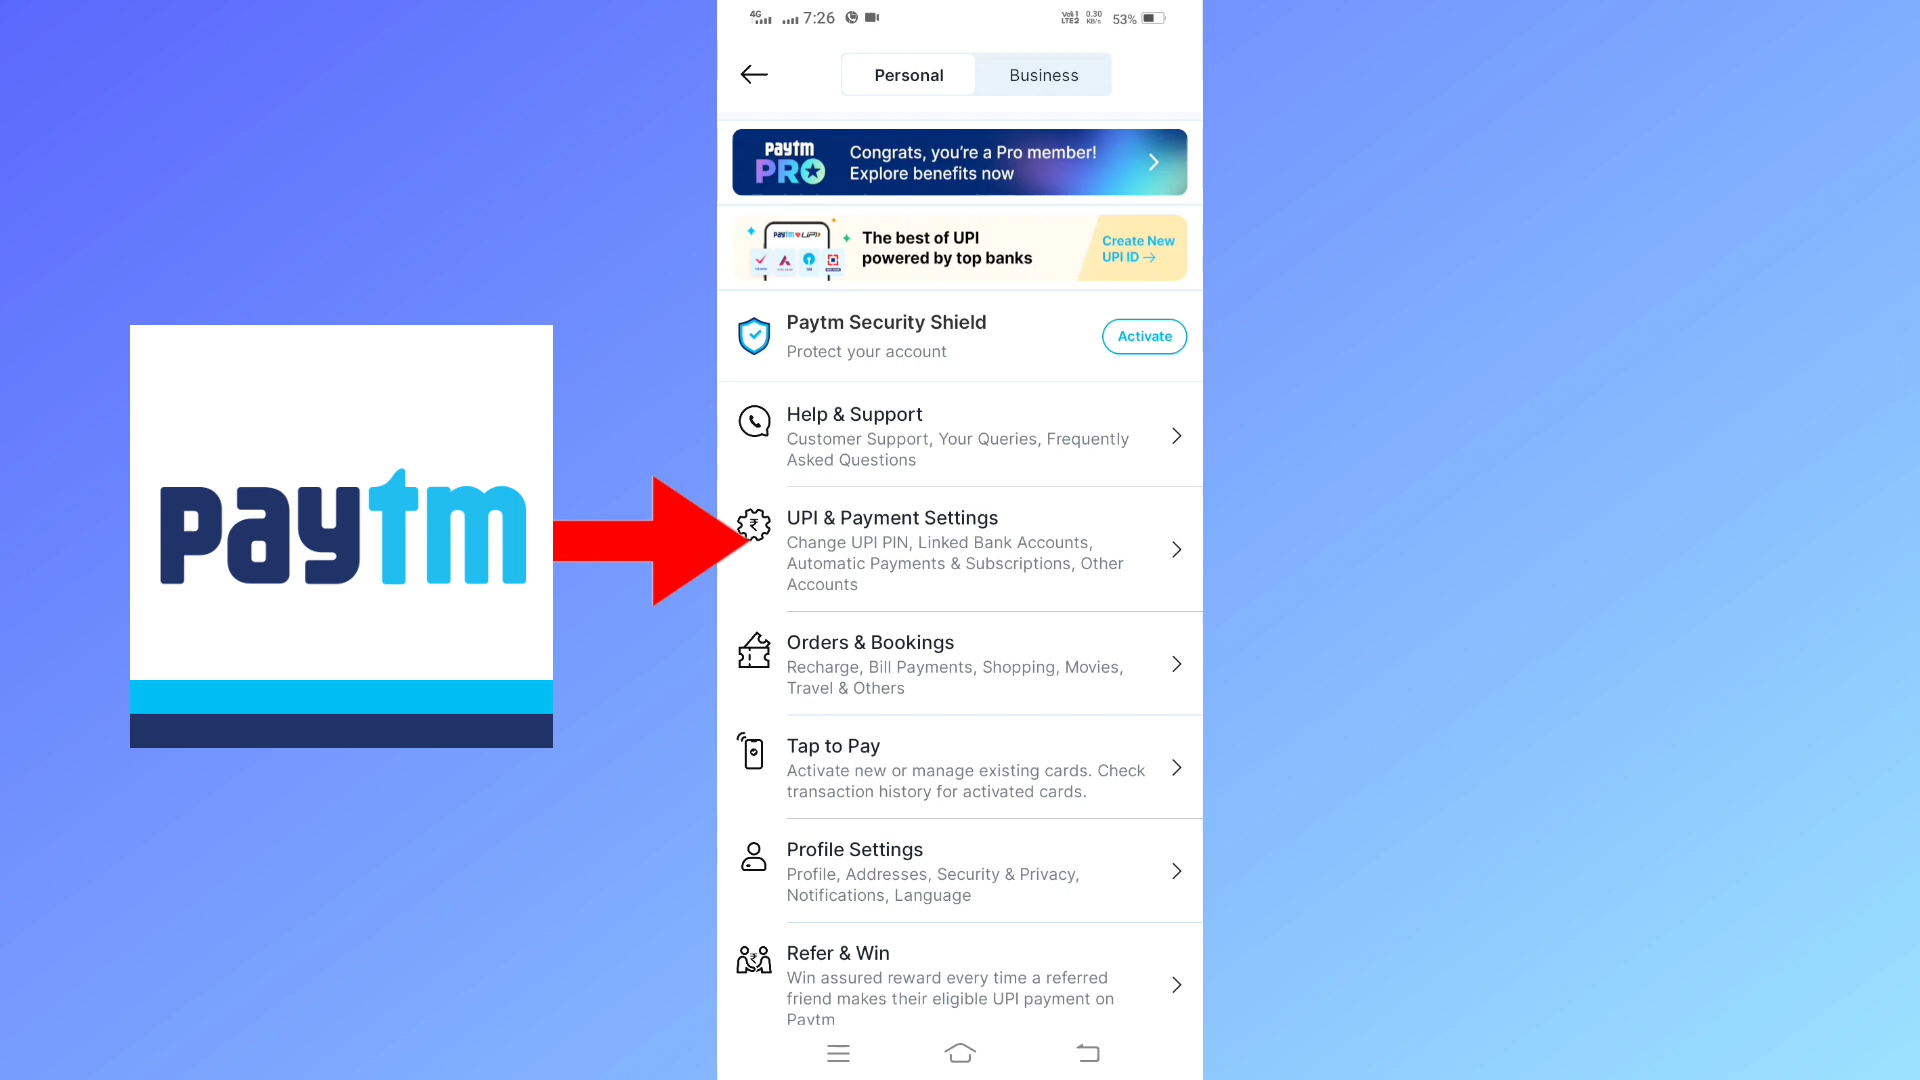 paytm
4G 7:26
VoLTE1 LTE2 0.30 KB/s 53%
Personal Business
paytm PRO
Congrats, you’re a Pro member!
Explore benefits now
paytm UPI
The best of UPI
powered by top banks
Create New
UPI ID →
Paytm Security Shield
Protect your account
Activate
Help & Support
Customer Support, Your Queries, Frequently
Asked Questions
UPI & Payment Settings
Change UPI PIN, Linked Bank Accounts,
Automatic Payments & Subscriptions, Other
Accounts
Orders & Bookings
Recharge, Bill Payments, Shopping, Movies,
Travel & Others
Tap to Pay
Activate new or manage existing cards. Check
transaction history for activated cards.
Profile Settings
Profile, Addresses, Security & Privacy,
Notifications, Language
Refer & Win
Win assured reward every time a referred
friend makes their eligible UPI payment on
Paytm